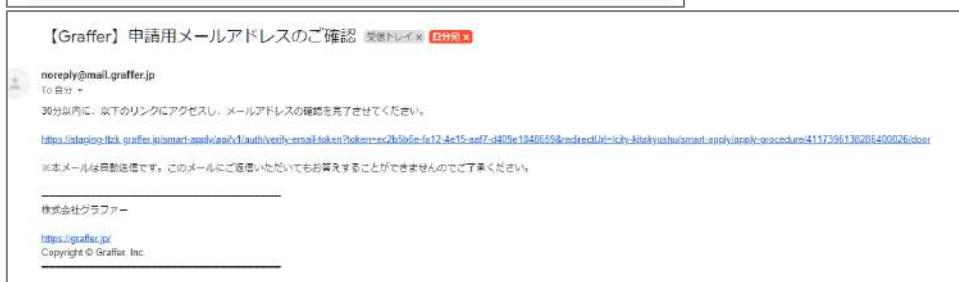 【Graffer】申請用メールアドレスのご確認 受信トレイ× 自分宛×
noreply@mail.graffer.jp
To 自分
30分以内に、以下のリンクにアクセスし、メールアドレスの確認を完了させてください。
https://staging-ttzk.graffer.jp/smart-apply/api/v1/auth/verify-email-token?token=ec2b5b6e-fa12-4e15-aef7-d405e1848659&redirectUrl=/city-kitakyushu/smart-apply/apply-procedure/4117396138286400026/door
※本メールは自動送信です。このメールにご返信いただいてもお答えすることができませんのでご了承ください。
株式会社グラファー
https://graffer.jp/
Copyright © Graffer, Inc.